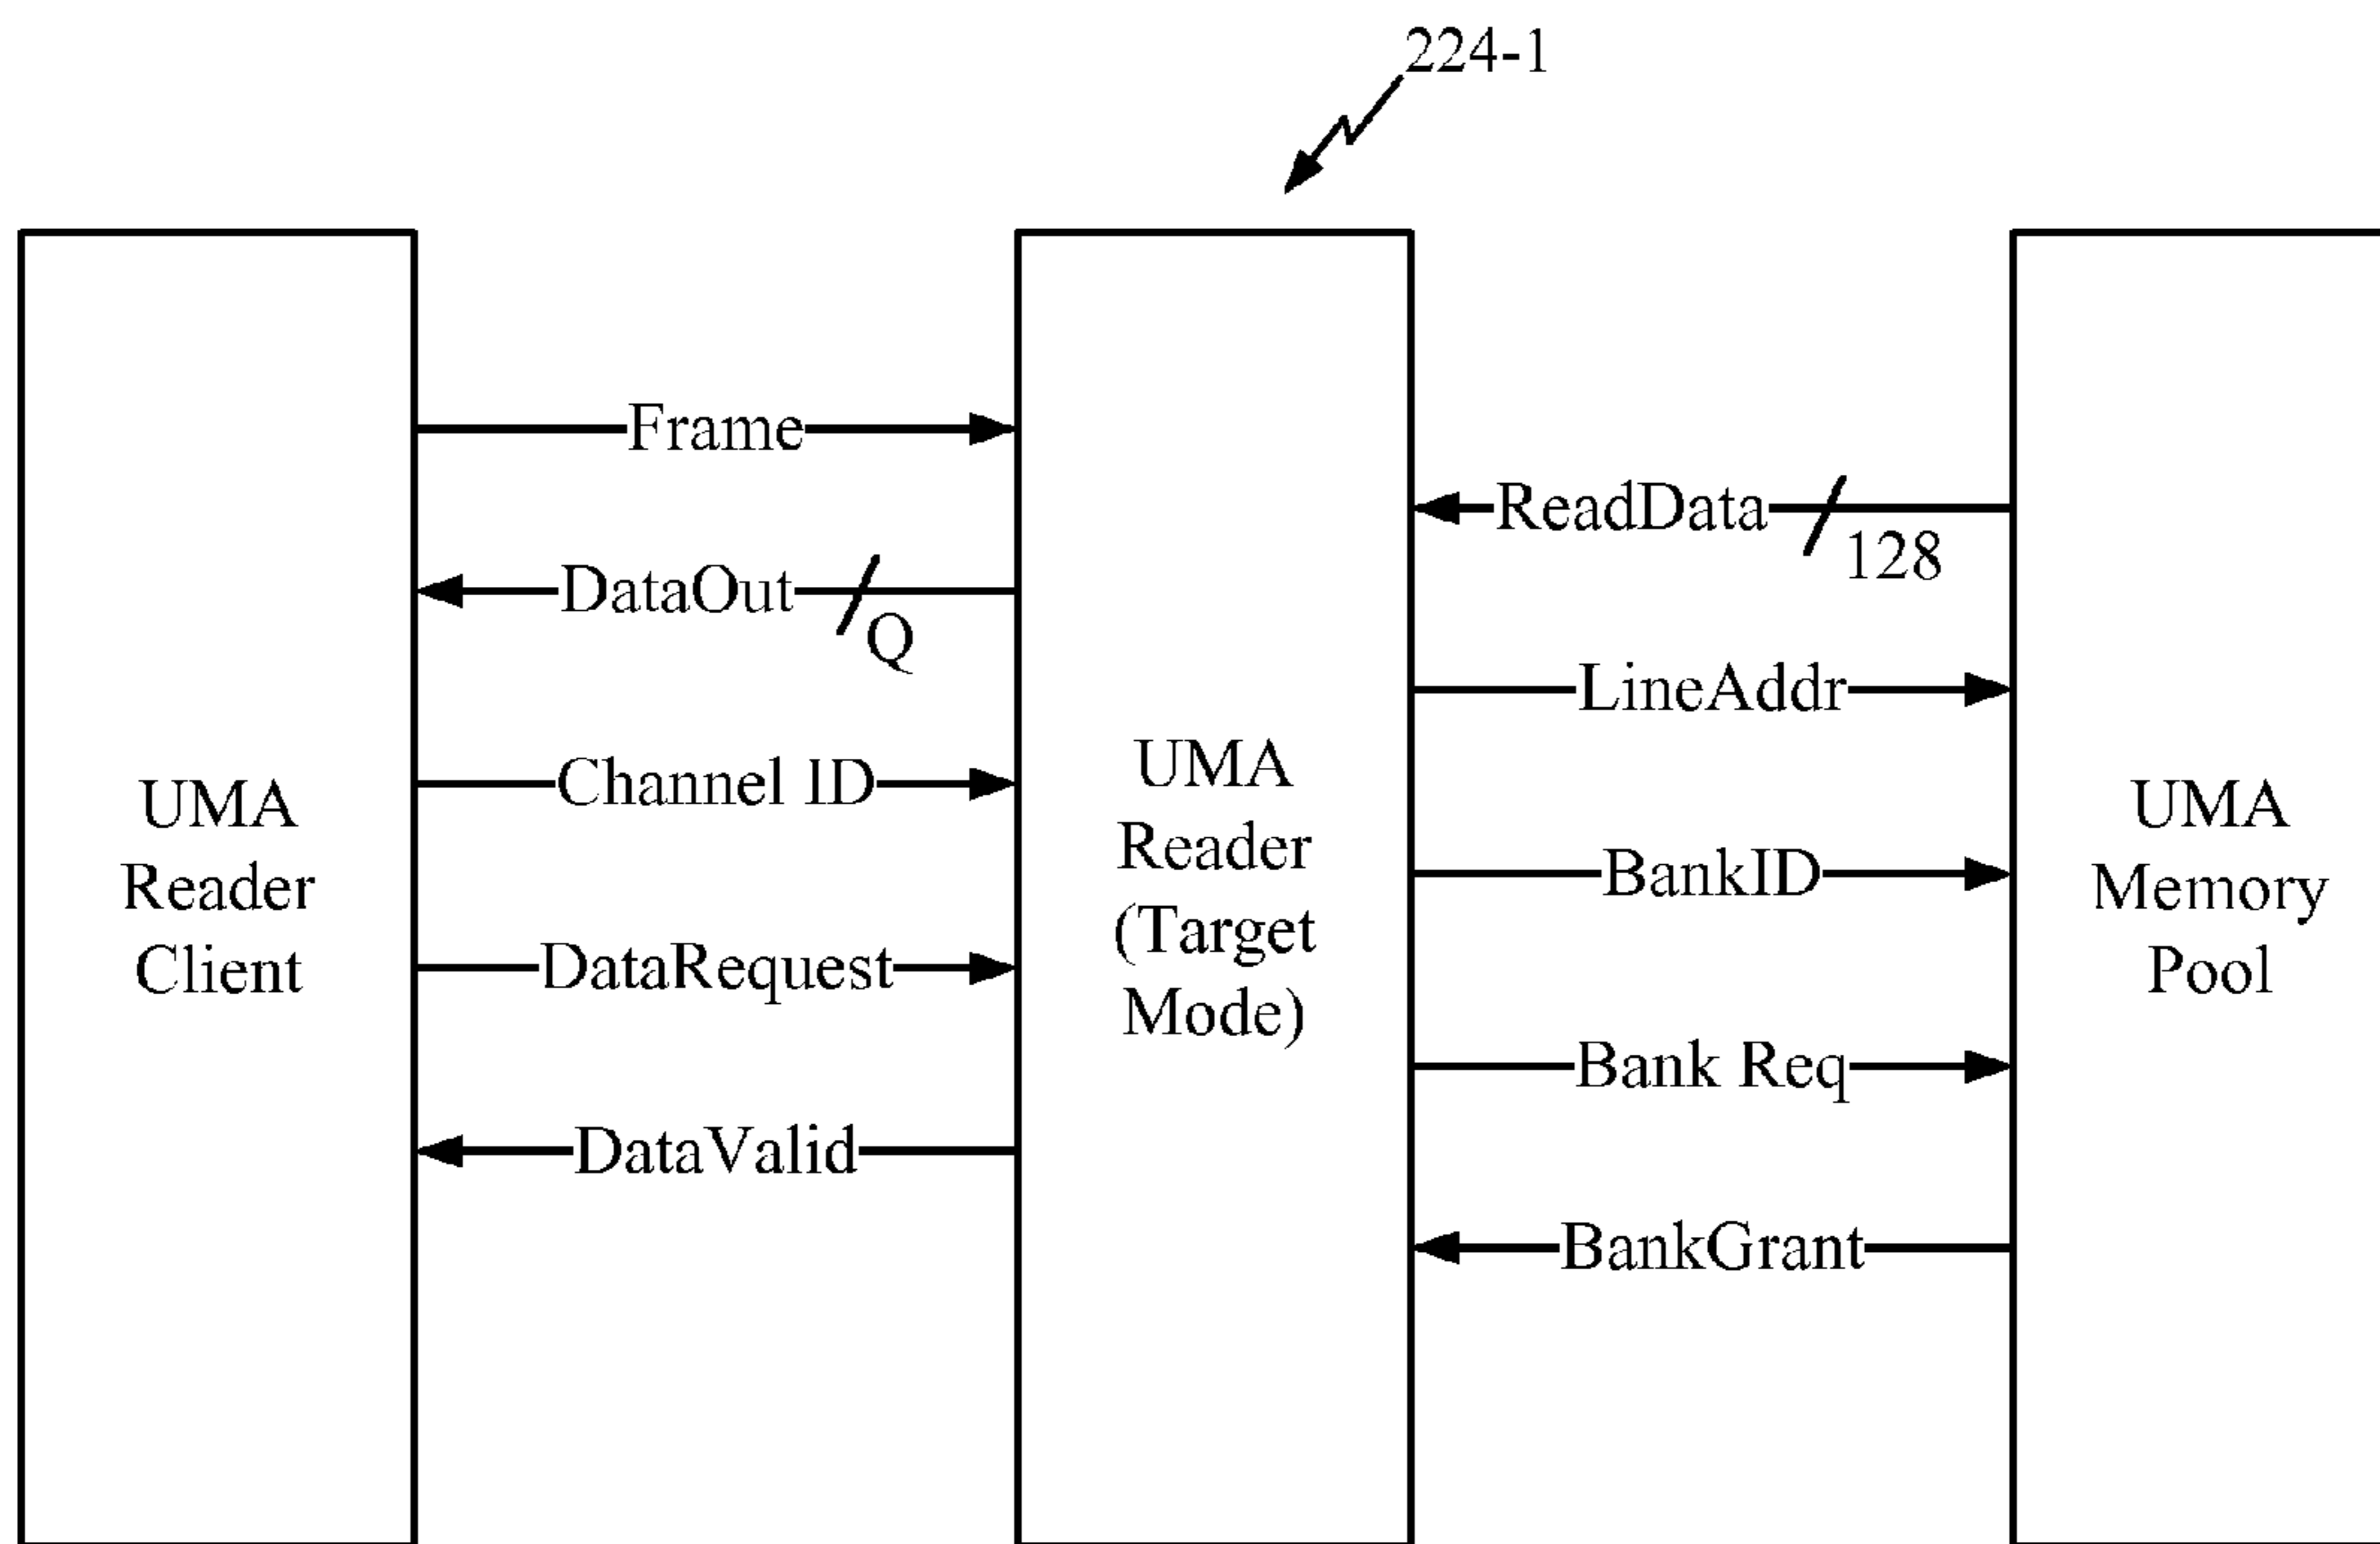 224-1
UMA
Reader
Client
Frame
DataOut
Q
Channel ID
DataRequest
DataValid
UMA
Reader
(Target
Mode)
ReadData
128
LineAddr
BankID
Bank Req
BankGrant
UMA
Memory
Pool